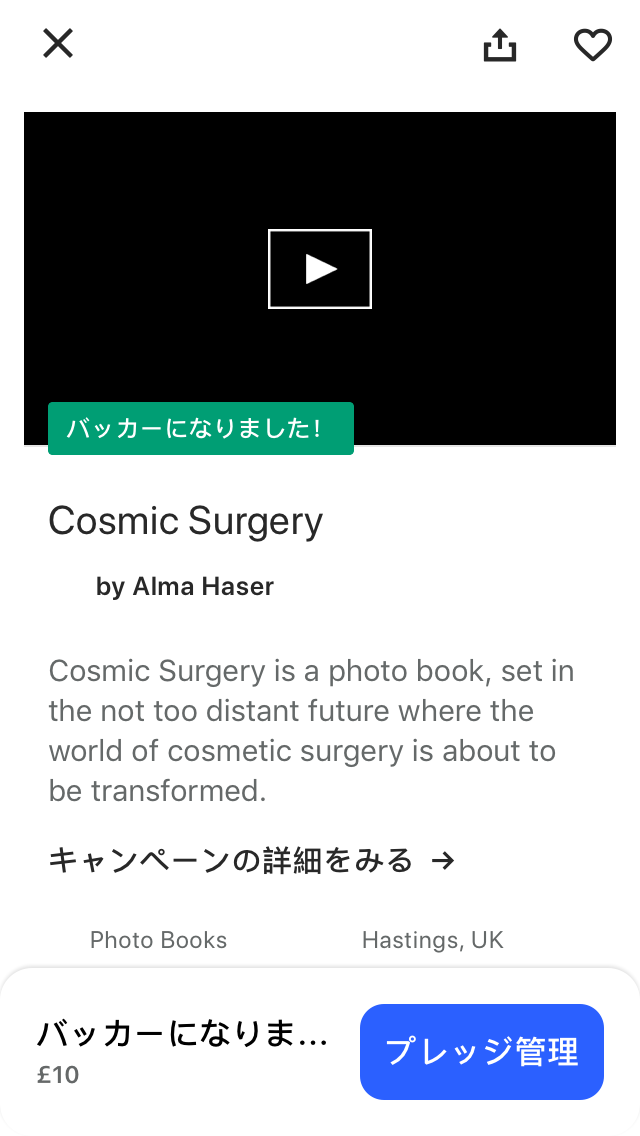 バッカーになりました！
Cosmic Surgery
by Alma Haser
Cosmic Surgery is a photo book, set in
the not too distant future where the
world of cosmetic surgery is about to
be transformed.
キャンペーンの詳細をみる →
Photo Books
Hastings, UK
バッカーになりま...
£10
プレッジ管理